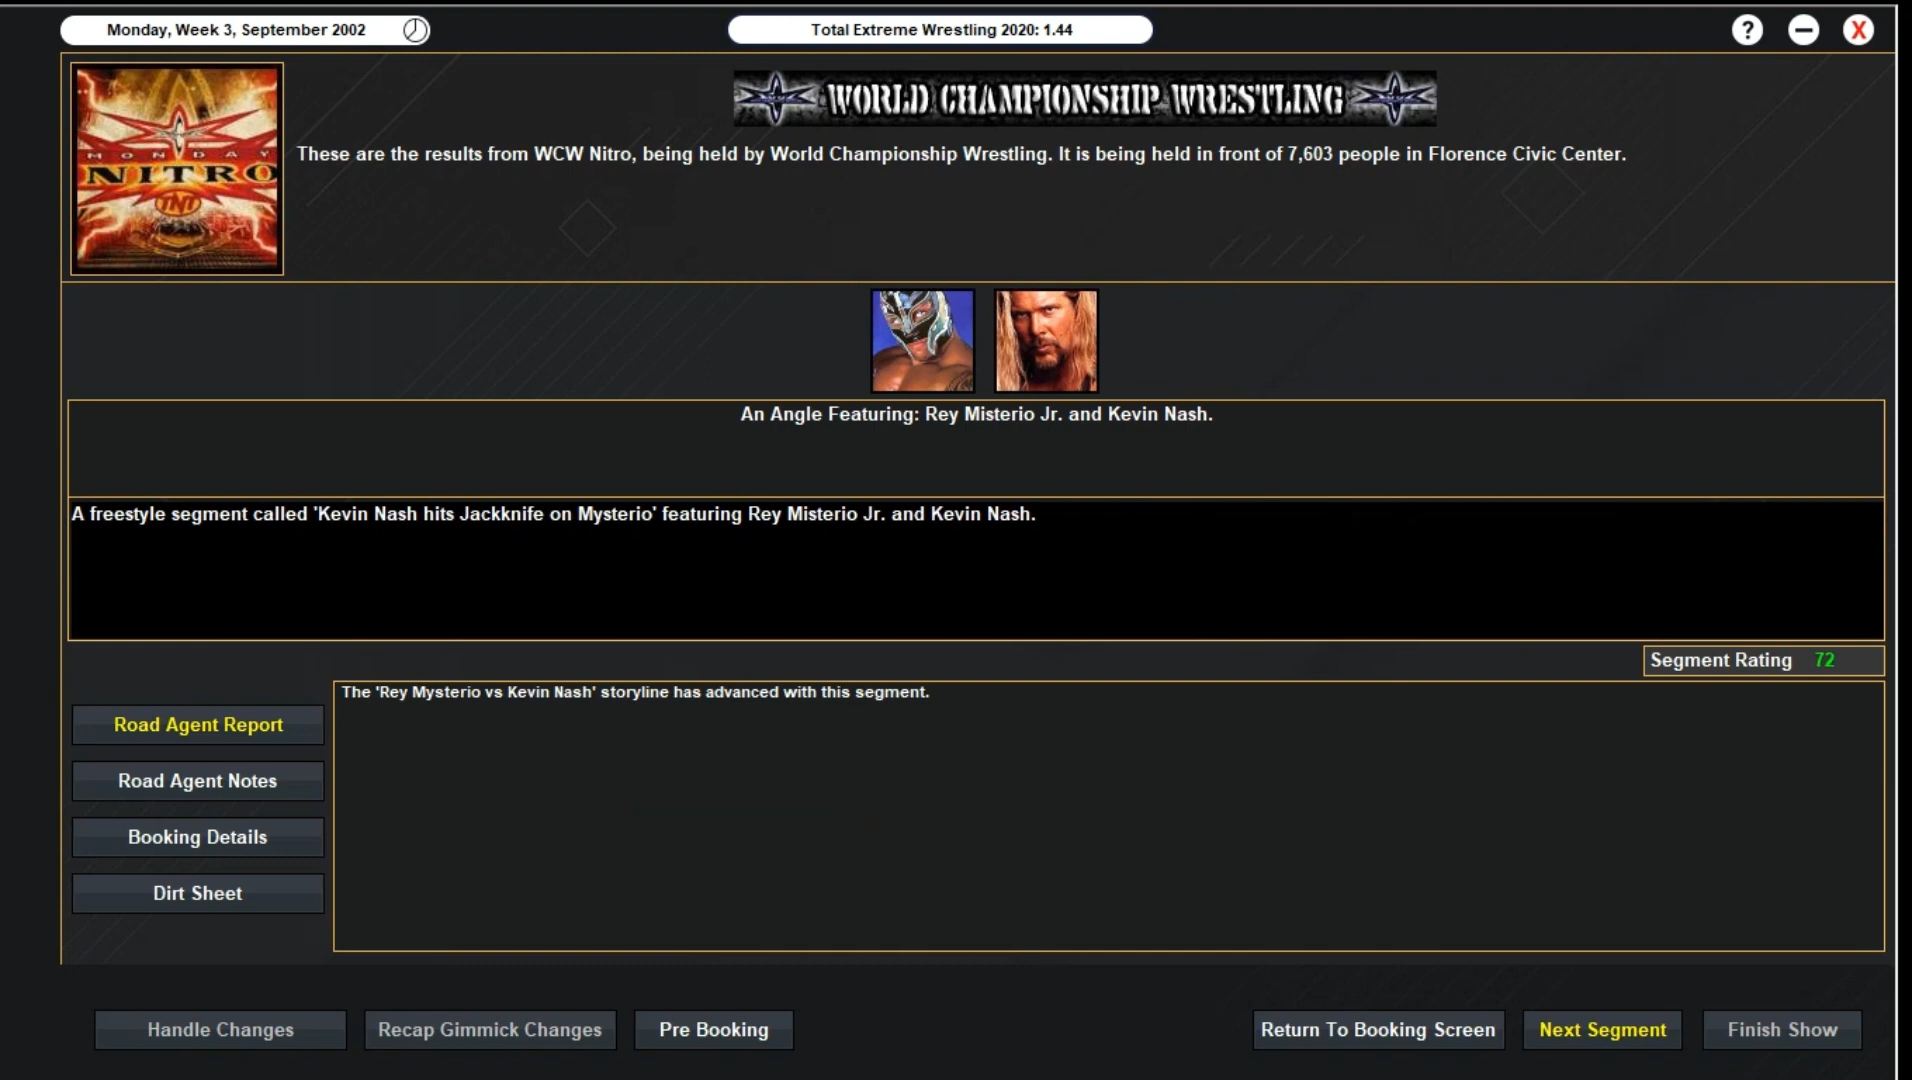 Monday, Week 3, September 2002
Total Extreme Wrestling 2020: 1.44
?
X
WORLD CHAMPIONSHIP WRESTLING
MONDAY
NITRO
TNT
These are the results from WCW Nitro, being held by World Championship Wrestling. It is being held in front of 7,603 people in Florence Civic Center.
An Angle Featuring: Rey Misterio Jr. and Kevin Nash.
A freestyle segment called 'Kevin Nash hits Jackknife on Mysterio' featuring Rey Misterio Jr. and Kevin Nash.
Segment Rating 72
The 'Rey Mysterio vs Kevin Nash' storyline has advanced with this segment.
Road Agent Report
Road Agent Notes
Booking Details
Dirt Sheet
Handle Changes
Recap Gimmick Changes
Pre Booking
Return To Booking Screen
Next Segment
Finish Show